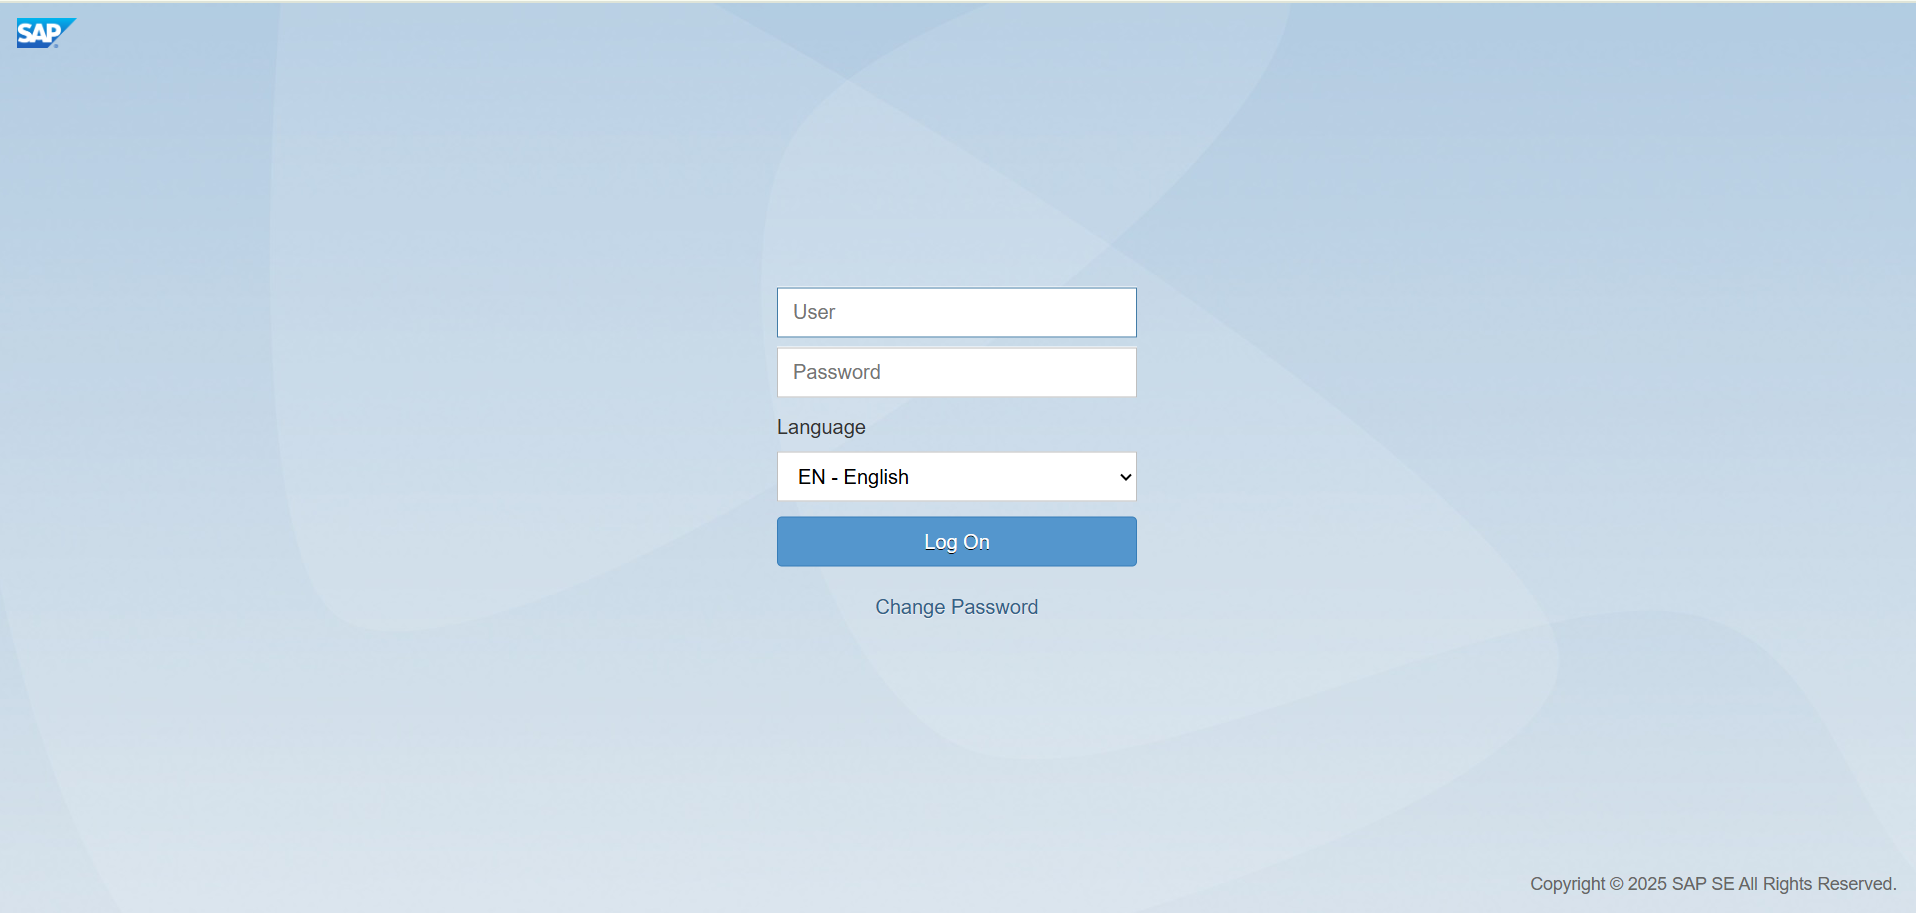 SAP
User
Password
Language
EN - English
Log On
Change Password
Copyright © 2025 SAP SE All Rights Reserved.